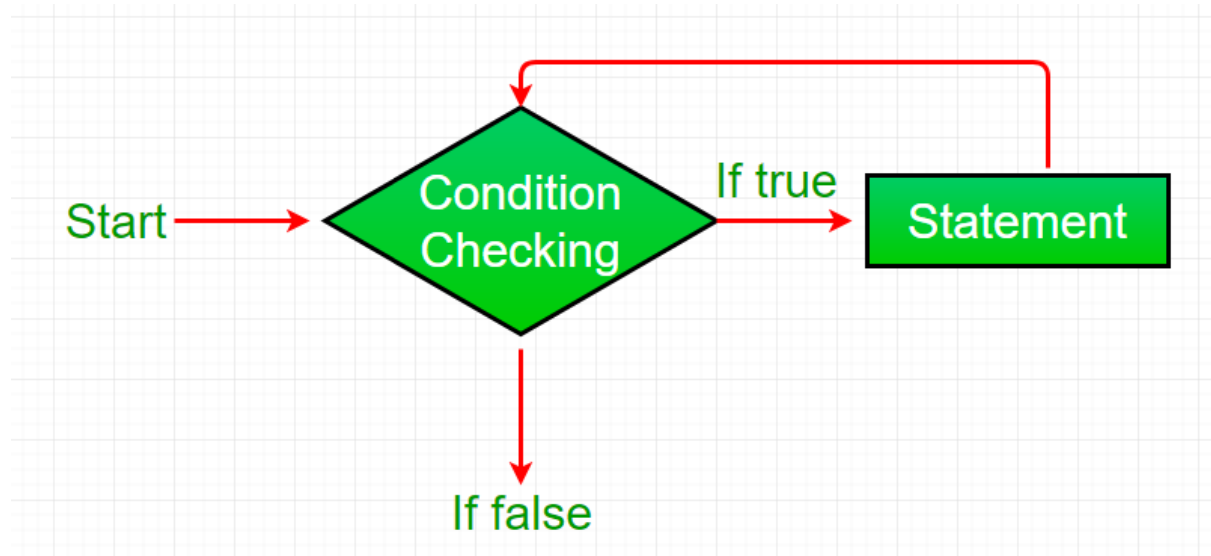 Start
Condition
Checking
If true
Statement
If false